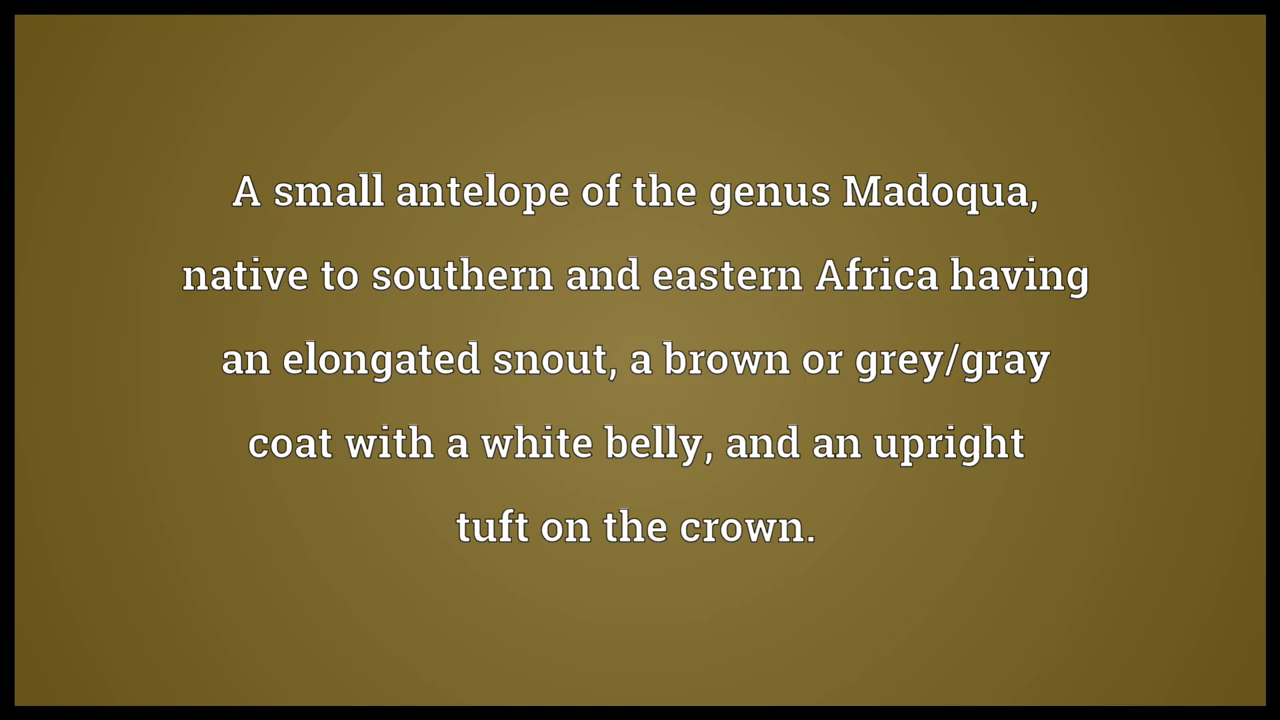 A small antelope of the genus Madoqua,
native to southern and eastern Africa having
an elongated snout, a brown or grey/gray
coat with a white belly, and an upright
tuft on the crown.